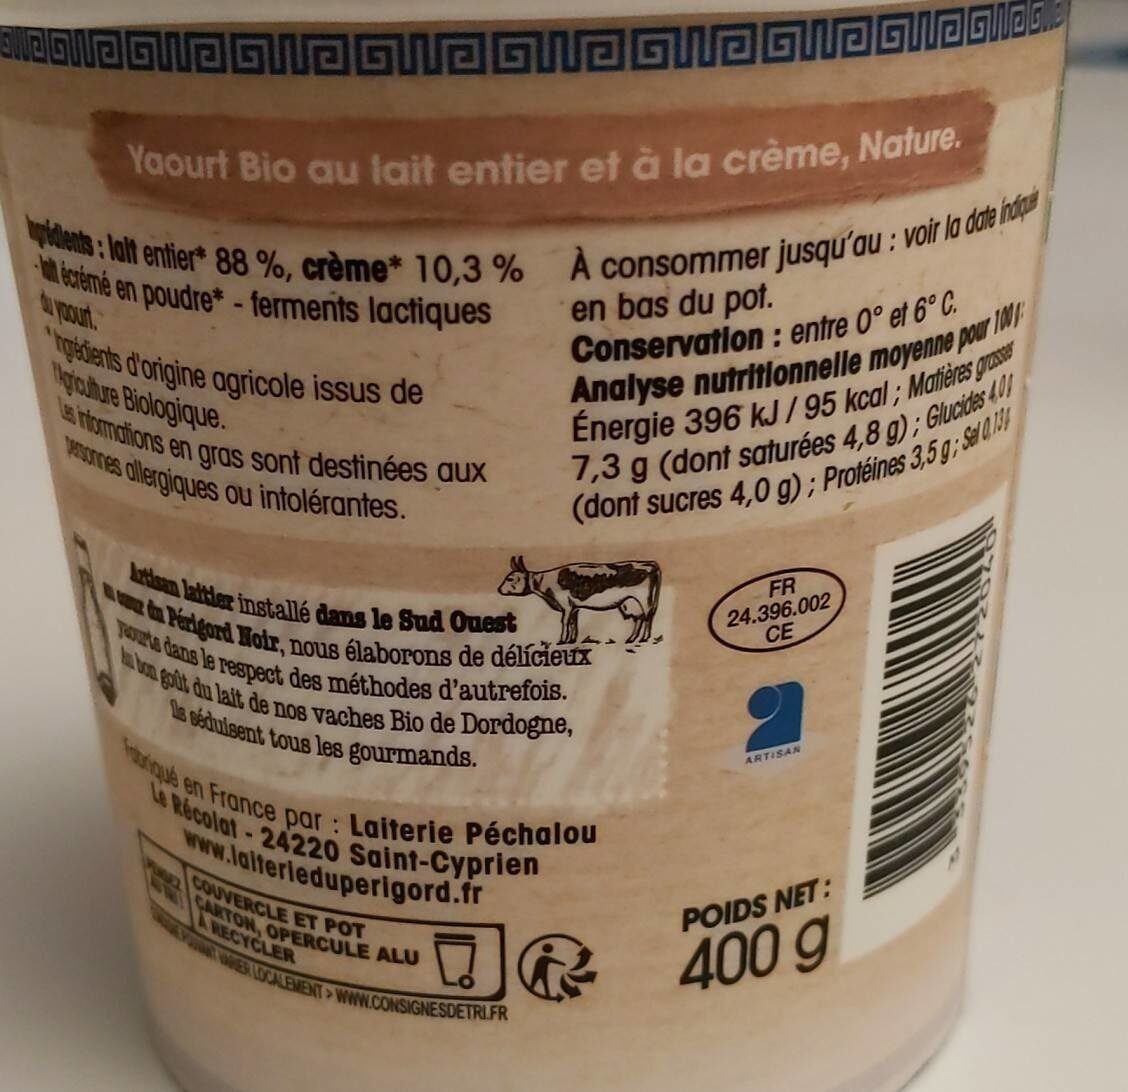 Yaourt Bio au lait entier et à la crème, Nature.
Ingrédients : lait entier* 88 %, crème* 10,3 %
- lait écrémé en poudre* - ferments lactiques
du yaourt.
*Ingrédients d'origine agricole issus de
l'Agriculture Biologique.
Les informations en gras sont destinées aux
personnes allergiques ou intolérantes.
À consommer jusqu'au : voir la date indiquée
en bas du pot.
Conservation : entre 0° et 6° C.
Analyse nutritionnelle moyenne pour 100 g :
Énergie 396 kJ / 95 kcal ; Matières grasses
7,3 g (dont saturées 4,8 g) ; Glucides 4,0 g
(dont sucres 4,0 g) ; Protéines 3,5 g ; Sel 0,13 g
Artisan laitier installé dans le Sud Ouest
au cœur du Périgord Noir, nous élaborons de délicieux
yaourts dans le respect des méthodes d'autrefois.
Au bon goût du lait de nos vaches Bio de Dordogne,
ils séduisent tous les gourmands.
FR
24.396.002
CE
ARTISAN
Fabriqué en France par : Laiterie Péchalou
Le Récolat - 24220 Saint-Cyprien
www.laiterieduperigord.fr
PENSEZ
AU TRI !
COUVERCLE ET POT
CARTON, OPERCULE ALU
À RECYCLER
CONSIGNE POUVANT VARIER LOCALEMENT > WWW.CONSIGNESDETRI.FR
POIDS NET :
400 g